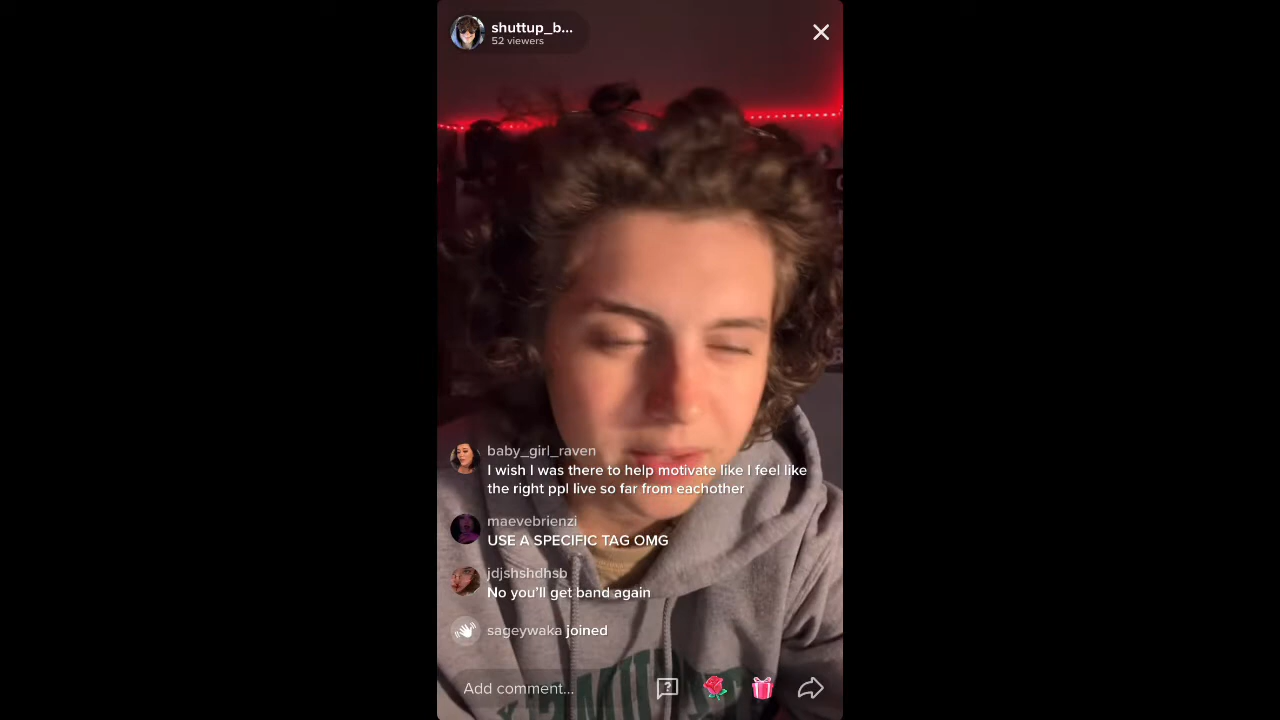 shuttup_b...
52 viewers
baby_girl_raven
I wish I was there to help motivate like I feel like
the right ppl live so far from eachother
maevebrienzi
USE A SPECIFIC TAG OMG
jdjshshdhsb
No you'll get band again
sageywaka joined
Add comment...